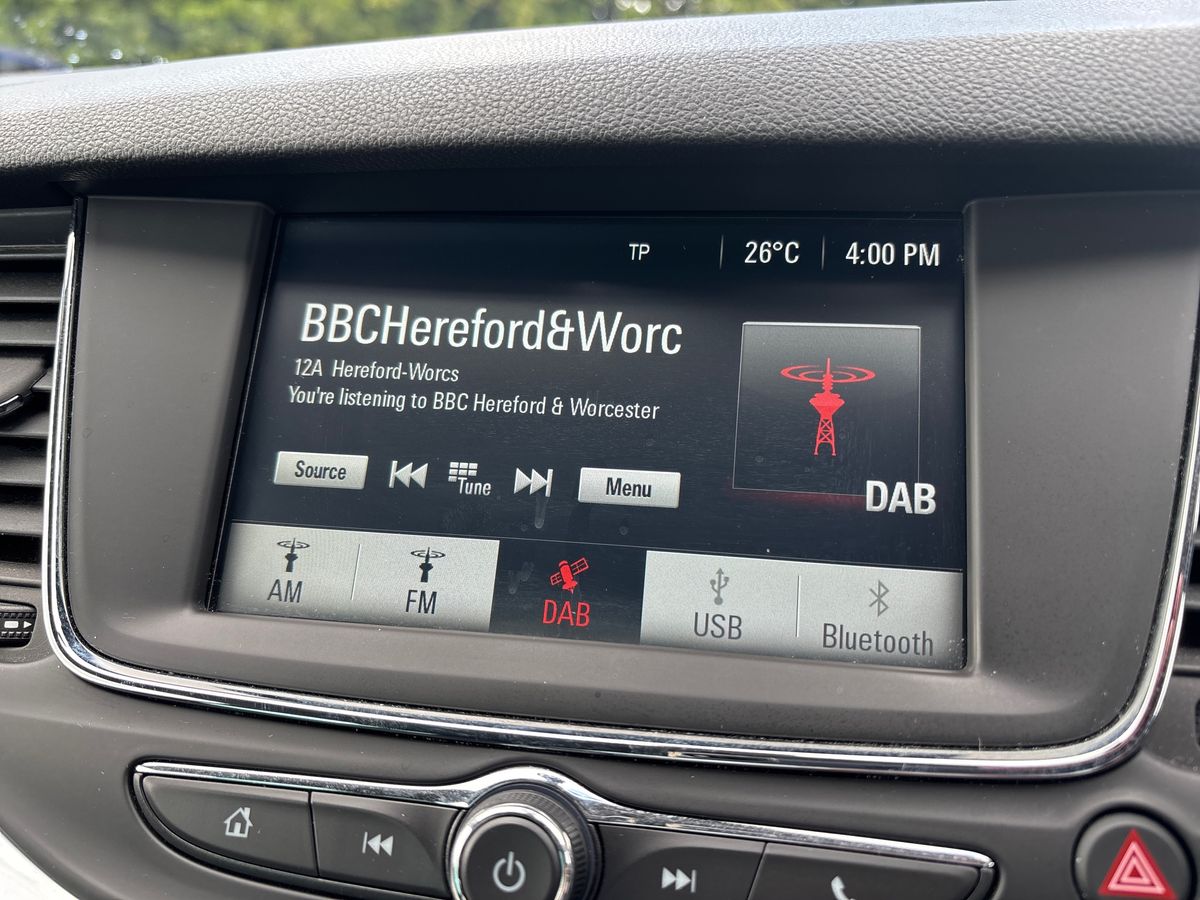 TP 26°C 4:00 PM
BBCHereford&Worc
12A Hereford-Worcs
You're listening to BBC Hereford & Worcester
Source Tune Menu
DAB
AM FM DAB USB Bluetooth